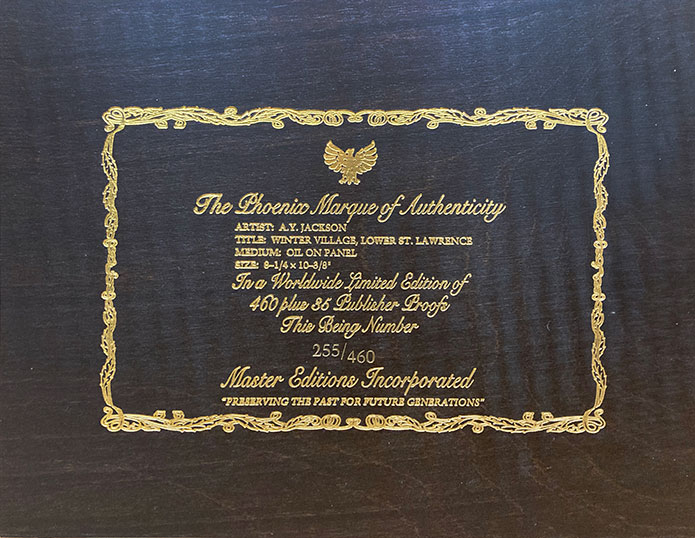 The Phoenix Marque of Authenticity
ARTIST: A.Y. JACKSON
TITLE: WINTER VILLAGE, LOWER ST. LAWRENCE
MEDIUM: OIL ON PANEL
SIZE: 8-1/4 x 10-3/8"
In a Worldwide Limited Edition of
460 plus 35 Publisher Proofs
This Being Number
255/460
Master Editions Incorporated
"PRESERVING THE PAST FOR FUTURE GENERATIONS"